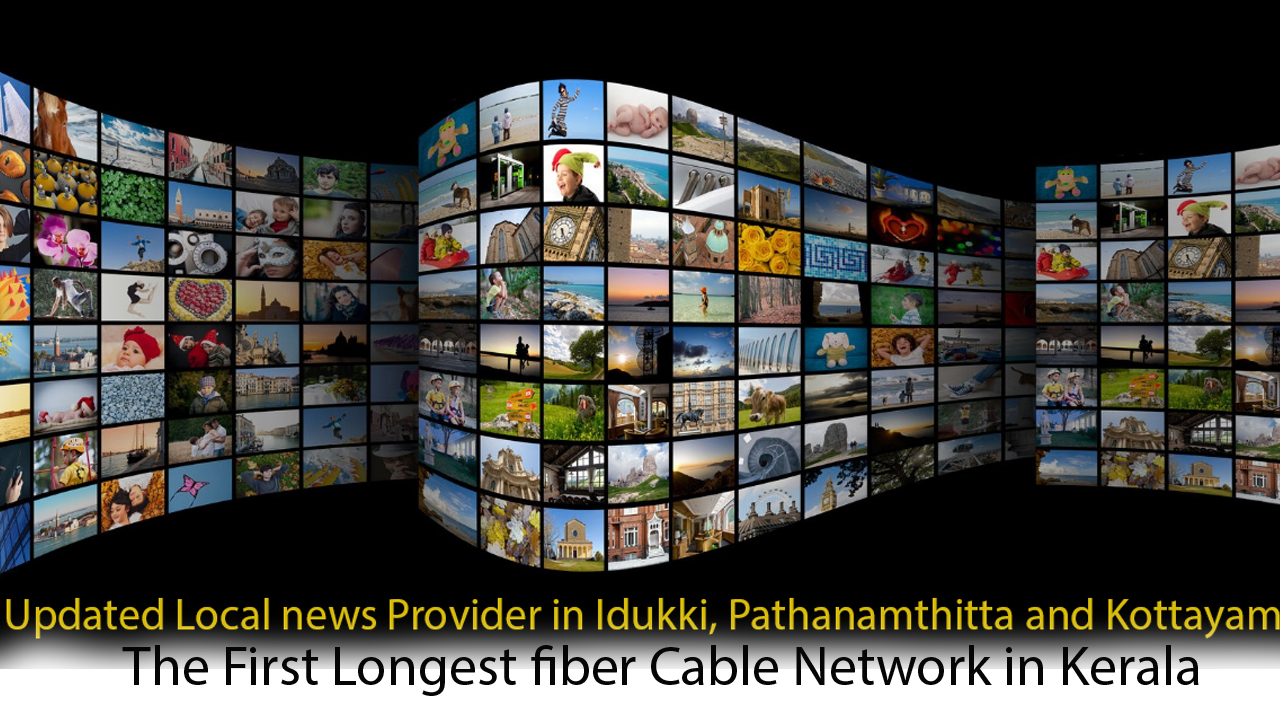 Updated Local news Provider in Idukki, Pathanamthitta and Kottayam
The First Longest fiber Cable Network in Kerala